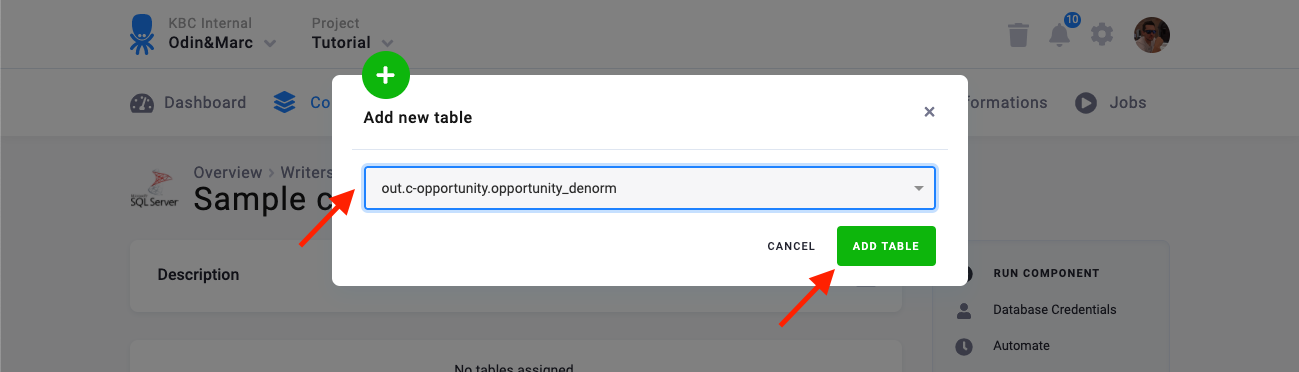 KBC Internal
Odin&Marc
Project
Tutorial
10
Dashboard
Co
formations
Jobs
Add new table
×
Overview > Writers
Microsoft
SQL Server
Sample c
out.c-opportunity.opportunity_denorm
CANCEL
ADD TABLE
Description
RUN COMPONENT
Database Credentials
Automate
No tables assigned